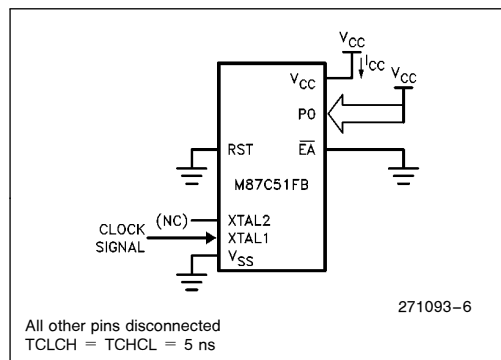 VCC
ICC
VCC
VCC
P0
RST
EA
M87C51FB
(NC)
XTAL2
CLOCK
SIGNAL
XTAL1
VSS
271093–6
All other pins disconnected
TCLCH = TCHCL = 5 ns